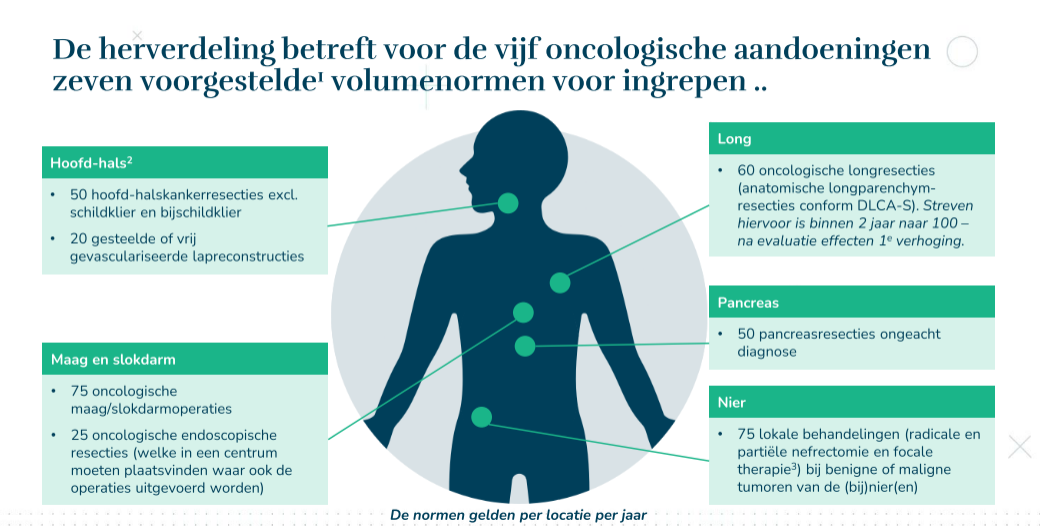 De herverdeling betreft voor de vijf oncologische aandoeningen
zeven voorgestelde¹ volumenormen voor ingrepen ..
Hoofd-hals²
• 50 hoofd-halskankerresecties excl.
schildklier en bijschildklier
• 20 gesteelde of vrij
gevasculariseerde lapreconstructies
Maag en slokdarm
• 75 oncologische
maag/slokdarmoperaties
• 25 oncologische endoscopische
resecties (welke in een centrum
moeten plaatsvinden waar ook de
operaties uitgevoerd worden)
Long
• 60 oncologische longresecties
(anatomische longparenchym-
resecties conform DLCA-S). Streven
hiervoor is binnen 2 jaar naar 100 –
na evaluatie effecten 1ᵉ verhoging.
Pancreas
• 50 pancreasresecties ongeacht
diagnose
Nier
• 75 lokale behandelingen (radicale en
partiële nefrectomie en focale
therapie³) bij benigne of maligne
tumoren van de (bij)nier(en)
De normen gelden per locatie per jaar